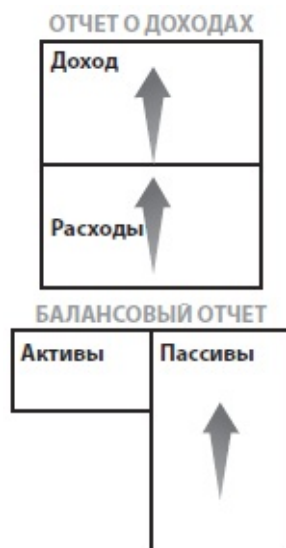 ОТЧЕТ О ДОХОДАХ
Доход
Расходы
БАЛАНСОВЫЙ ОТЧЕТ
Активы Пассивы